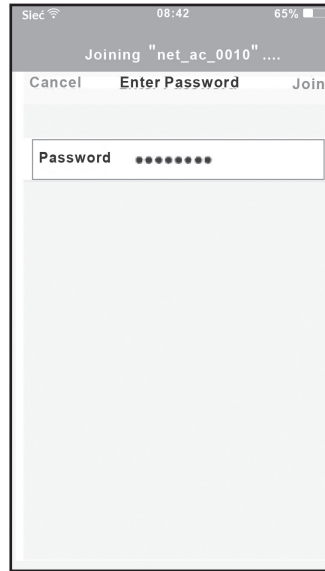 Sieć 08:42 65%
Joining "net_ac_0010"....
Cancel Enter Password Join
Password ●●●●●●●●